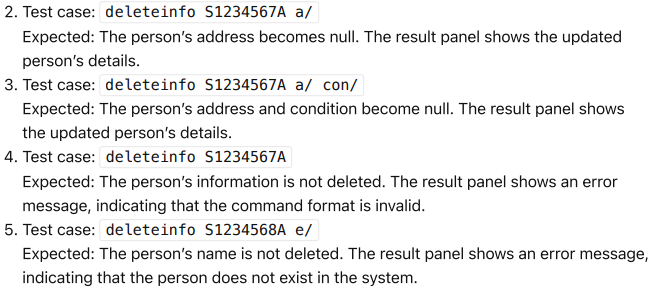 2. Test case: deleteinfo S1234567A a/
Expected: The person's address becomes null. The result panel shows the updated
person's details.
3. Test case: deleteinfo S1234567A a/ con/
Expected: The person's address and condition become null. The result panel shows
the updated person's details.
4. Test case: deleteinfo S1234567A
Expected: The person's information is not deleted. The result panel shows an error
message, indicating that the command format is invalid.
5. Test case: deleteinfo S1234568A e/
Expected: The person's name is not deleted. The result panel shows an error message,
indicating that the person does not exist in the system.